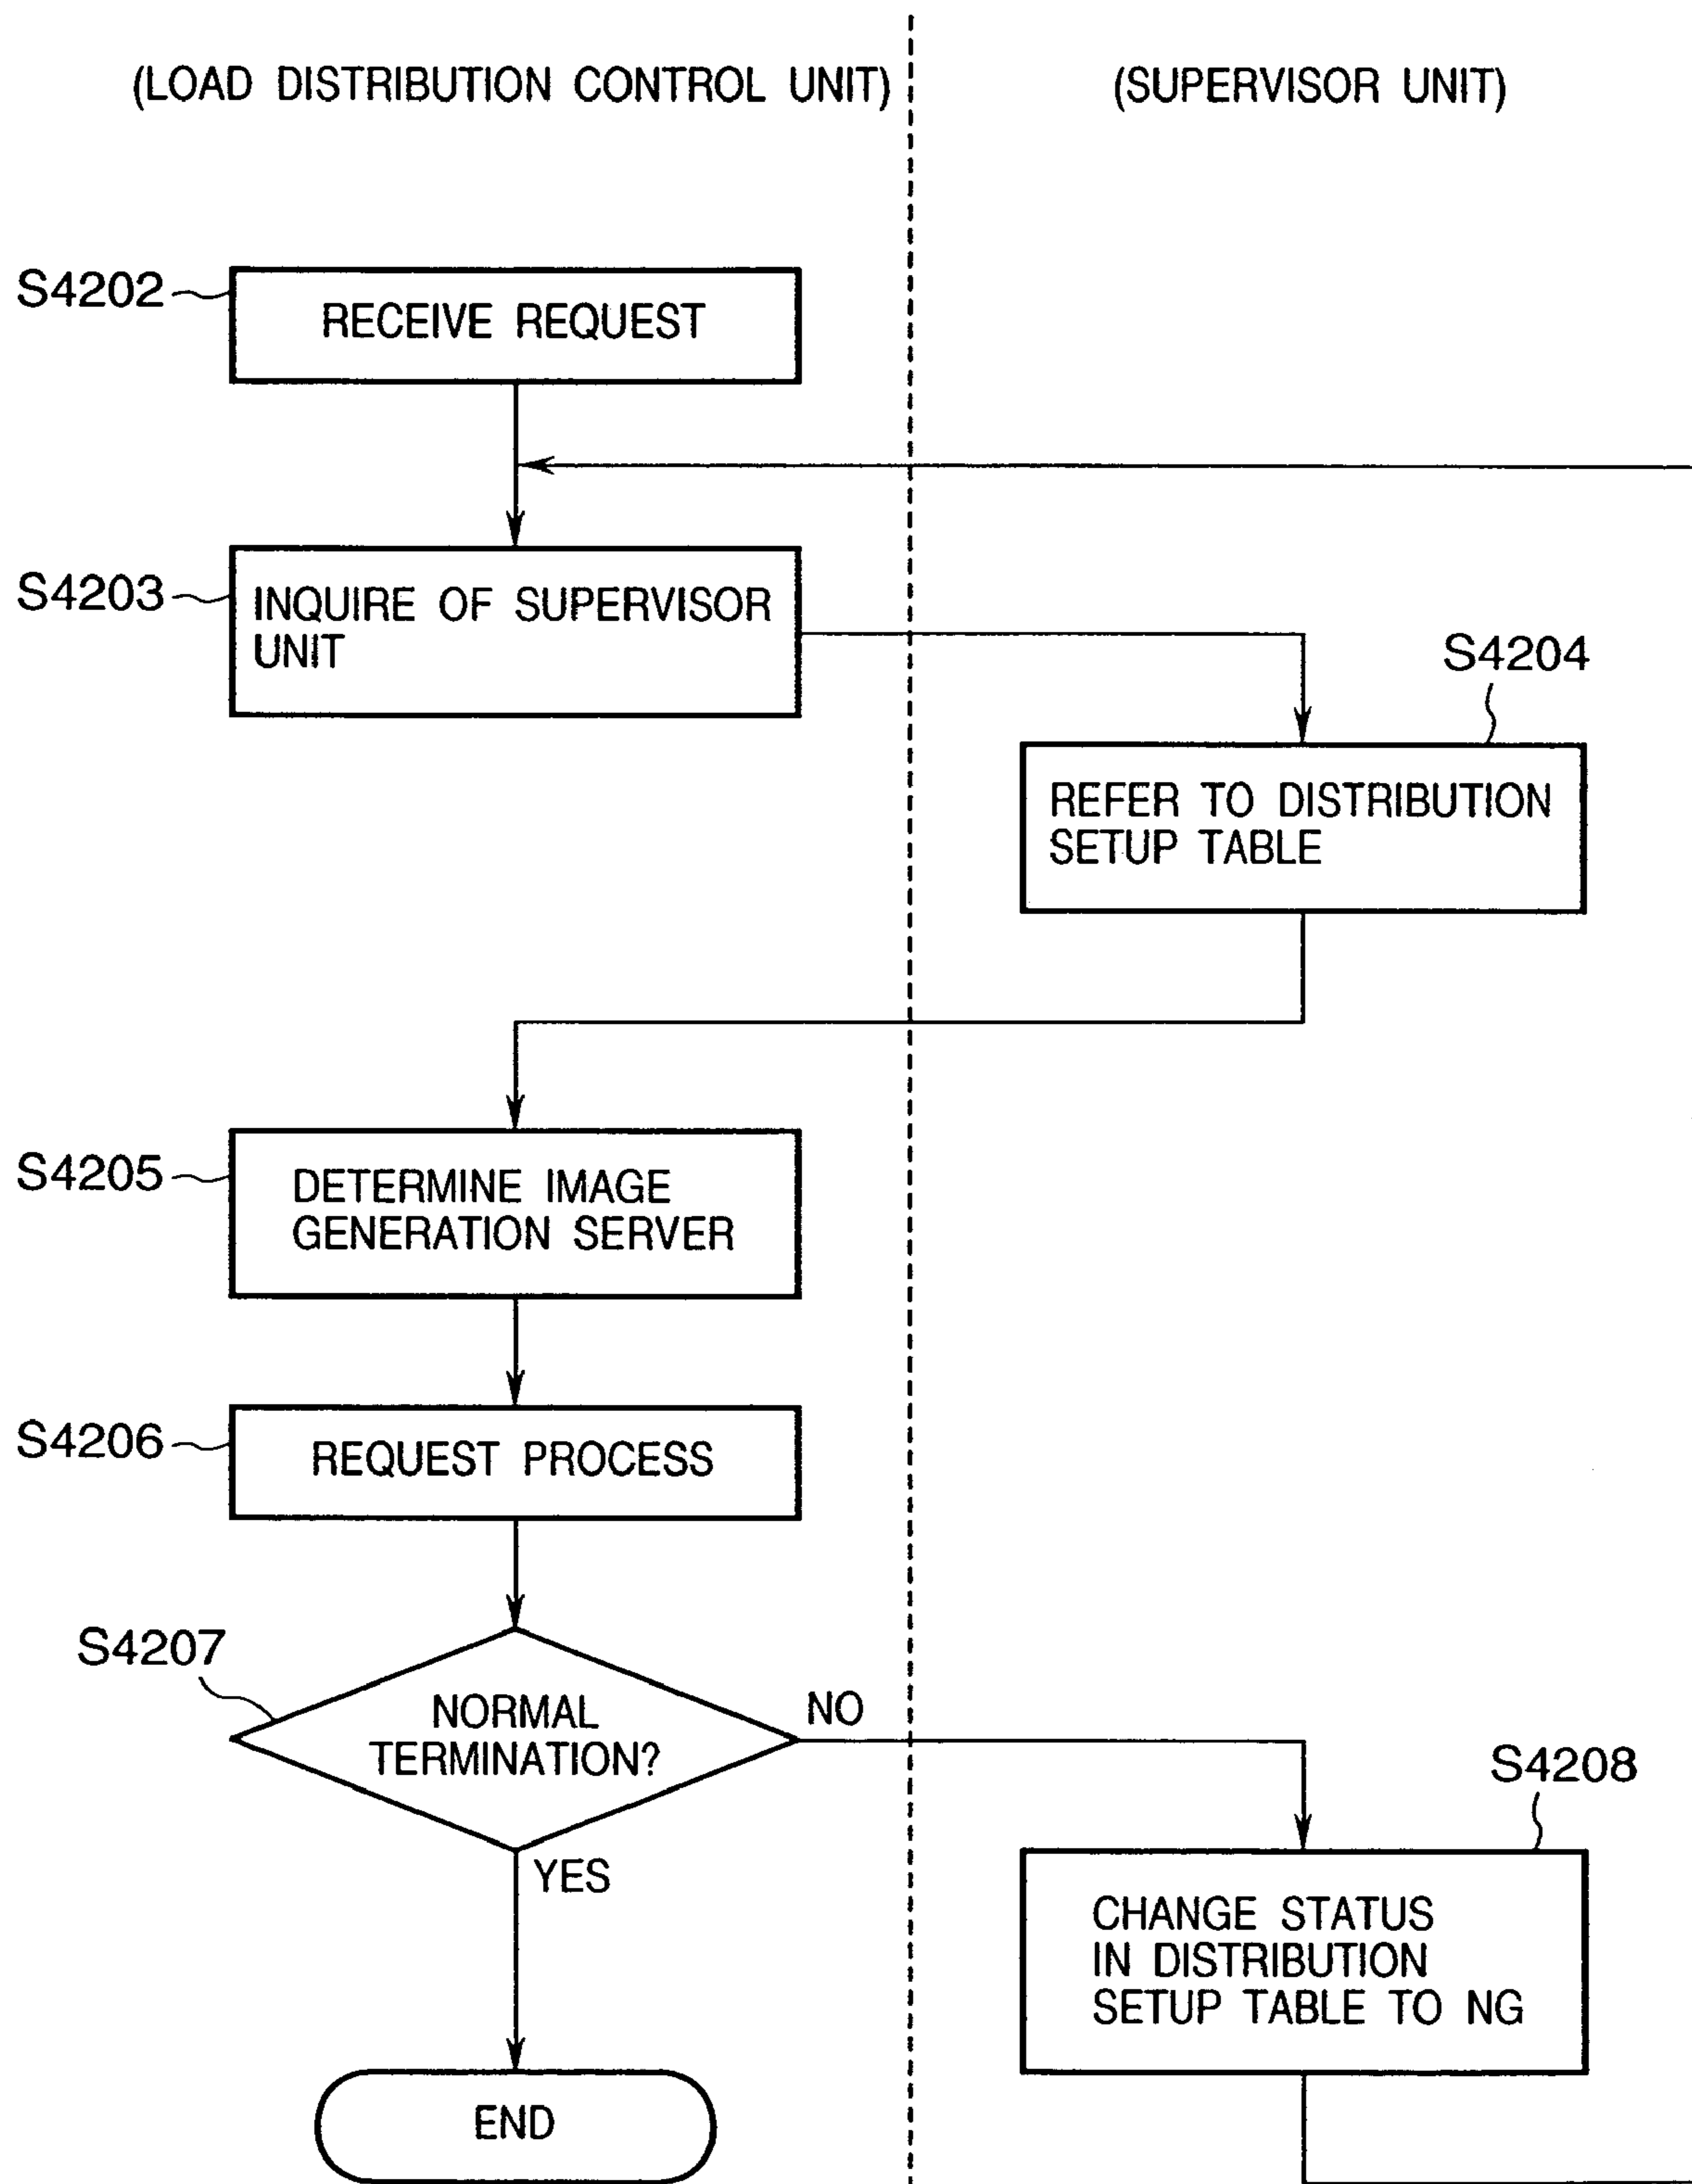 (LOAD DISTRIBUTION CONTROL UNIT)
(SUPERVISOR UNIT)
S4202
RECEIVE REQUEST
S4203
INQUIRE OF SUPERVISOR
UNIT
S4204
REFER TO DISTRIBUTION
SETUP TABLE
S4205
DETERMINE IMAGE
GENERATION SERVER
S4206
REQUEST PROCESS
S4207
NORMAL
TERMINATION?
NO
YES
S4208
CHANGE STATUS
IN DISTRIBUTION
SETUP TABLE TO NG
END